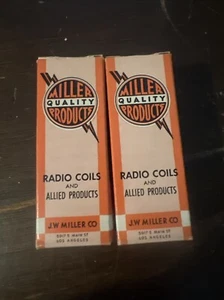 MILLER
QUALITY
PRODUCTS
RADIO COILS
AND
ALLIED PRODUCTS
J.W. MILLER CO
LOS ANGELES
MILLER
QUALITY
PRODUCTS
RADIO COILS
AND
ALLIED PRODUCTS
J.W. MILLER CO
LOS ANGELES